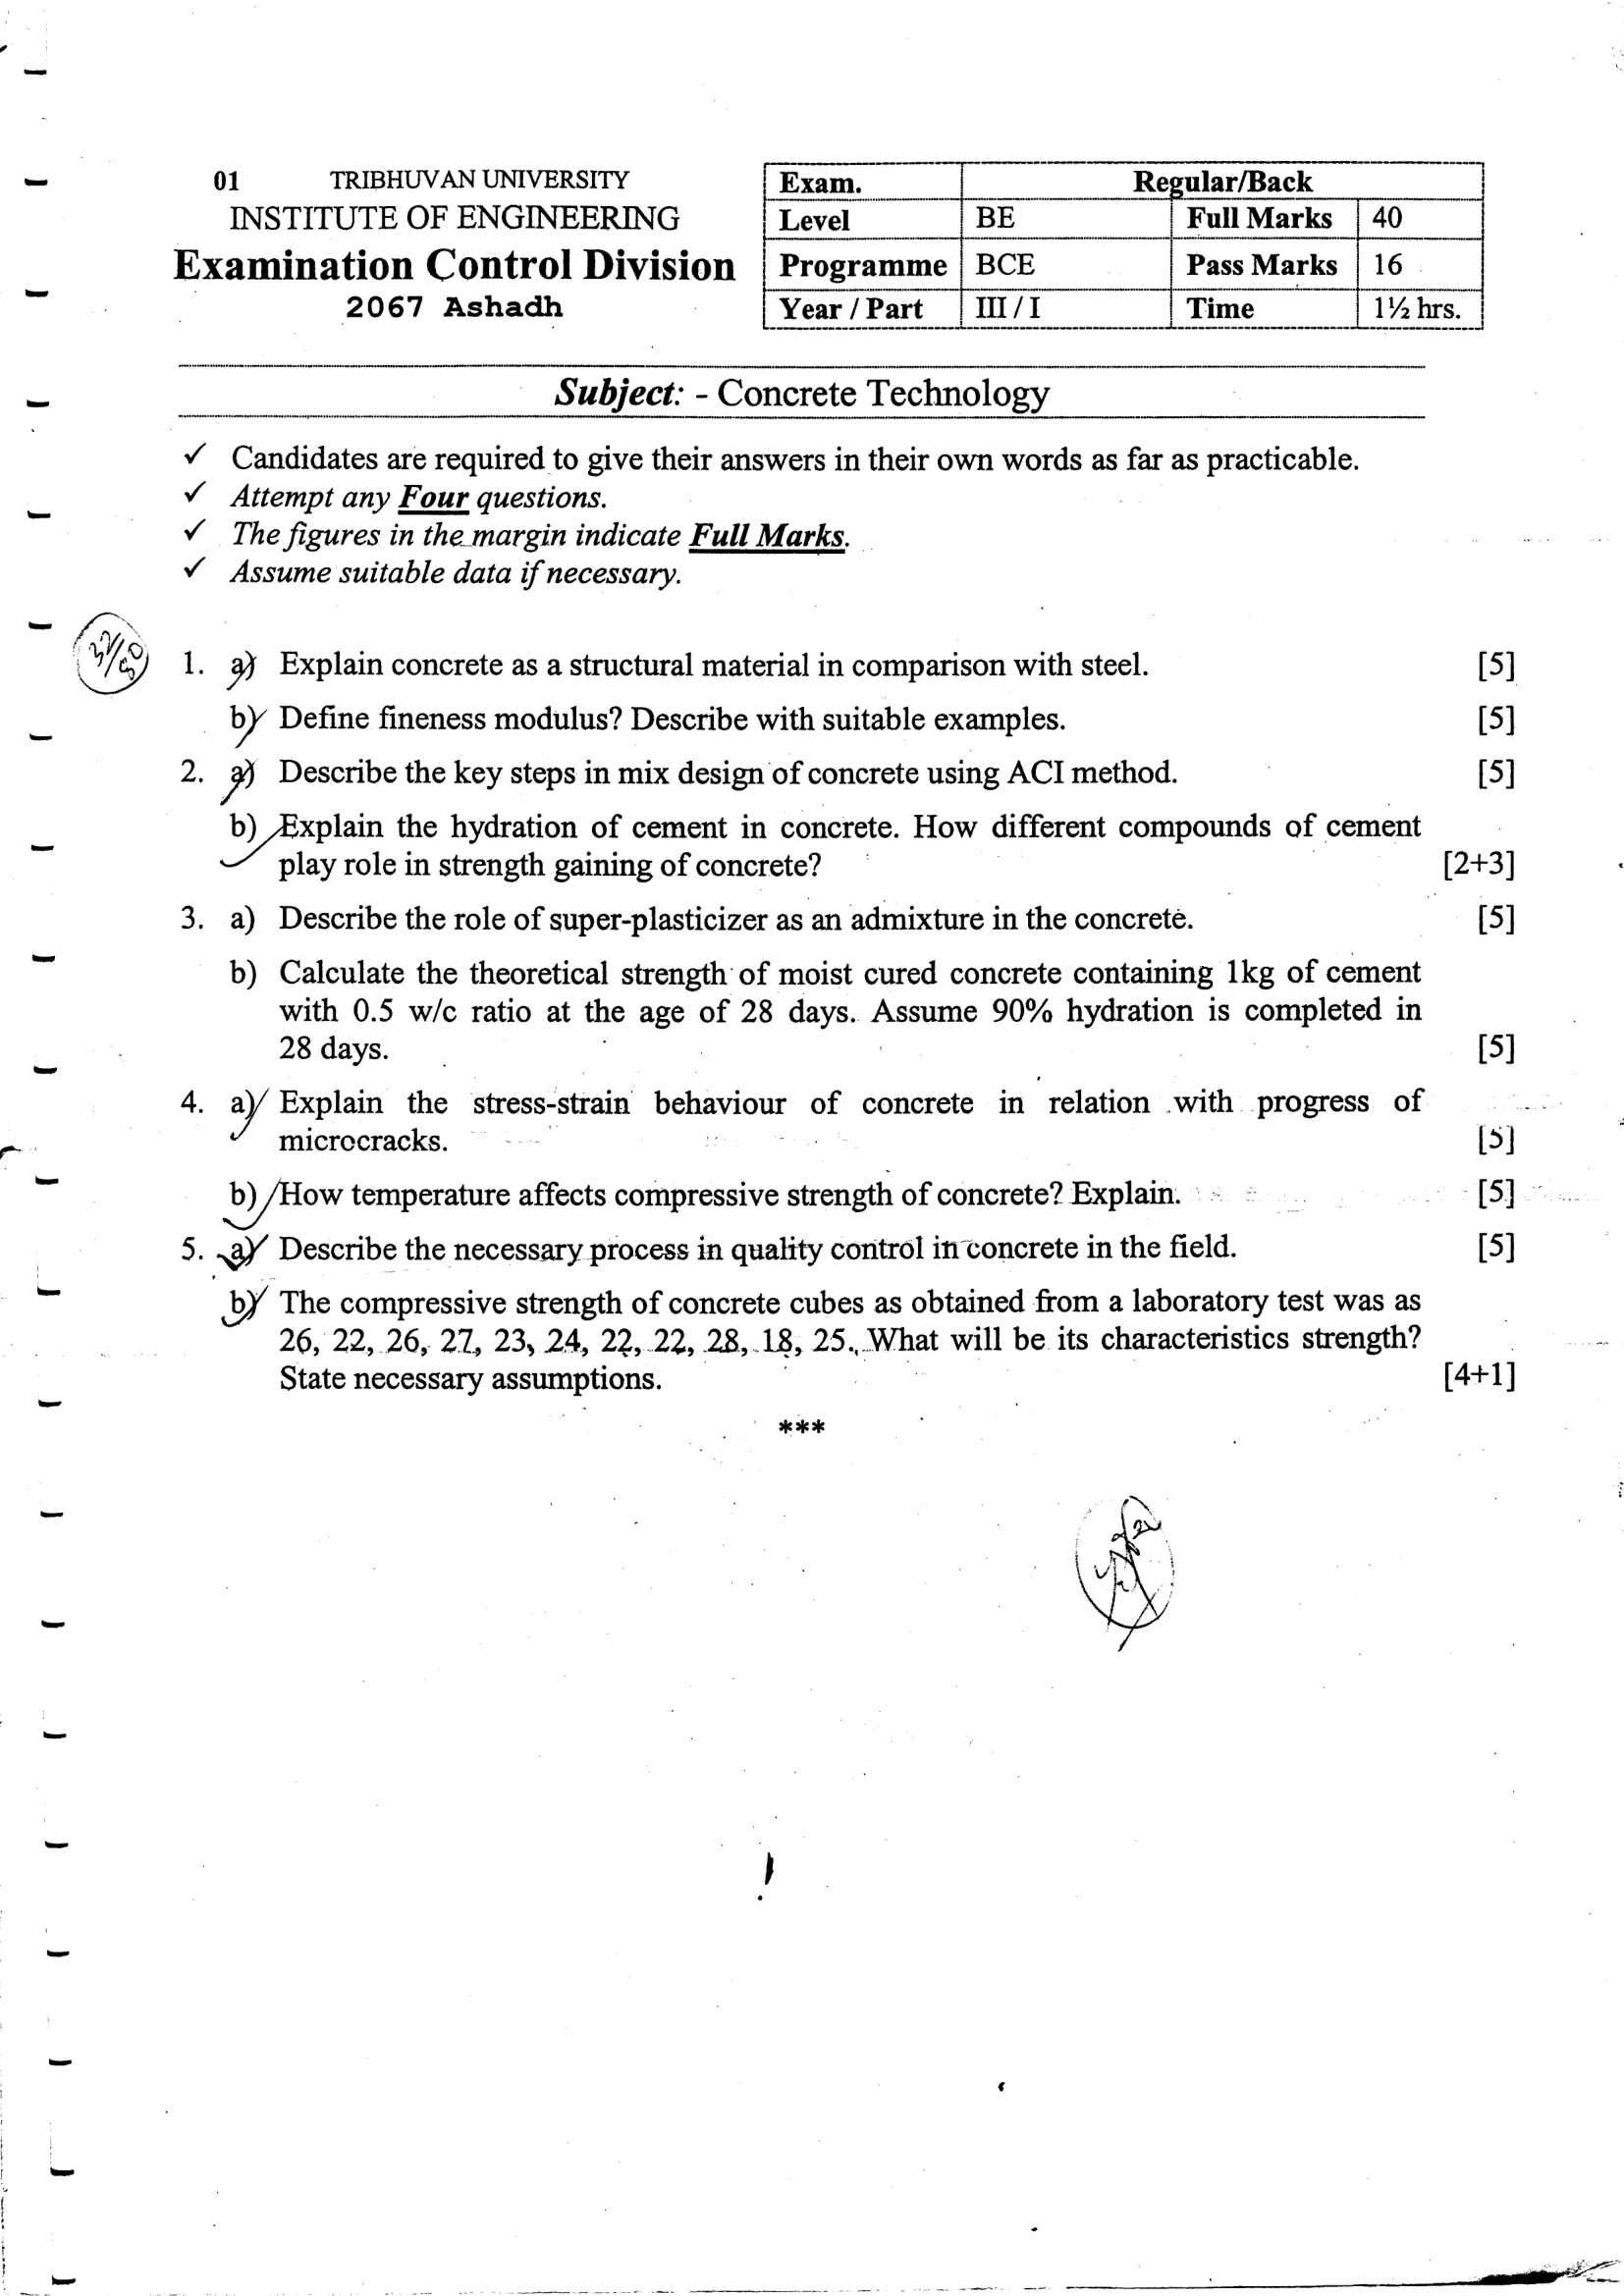 01 TRIBHUVAN UNIVERSITY
INSTITUTE OF ENGINEERING
Examination Control Division
2067 Ashadh
Exam. Regular/Back
Level BE Full Marks 40
Programme BCE Pass Marks 16
Year / Part III / I Time 1½ hrs.
Subject: - Concrete Technology
✓ Candidates are required to give their answers in their own words as far as practicable.
✓ Attempt any Four questions.
✓ The figures in the margin indicate Full Marks.
✓ Assume suitable data if necessary.
1. a) Explain concrete as a structural material in comparison with steel. [5]
b) Define fineness modulus? Describe with suitable examples. [5]
2. a) Describe the key steps in mix design of concrete using ACI method. [5]
b) Explain the hydration of cement in concrete. How different compounds of cement
play role in strength gaining of concrete? [2+3]
3. a) Describe the role of super-plasticizer as an admixture in the concrete. [5]
b) Calculate the theoretical strength of moist cured concrete containing 1kg of cement
with 0.5 w/c ratio at the age of 28 days. Assume 90% hydration is completed in
28 days. [5]
4. a) Explain the stress-strain behaviour of concrete in relation with progress of
microcracks. [5]
b) How temperature affects compressive strength of concrete? Explain. [5]
5. a) Describe the necessary process in quality control in concrete in the field. [5]
b) The compressive strength of concrete cubes as obtained from a laboratory test was as
26, 22, 26, 27, 23, 24, 22, 22, 28, 18, 25. What will be its characteristics strength?
State necessary assumptions. [4+1]
***